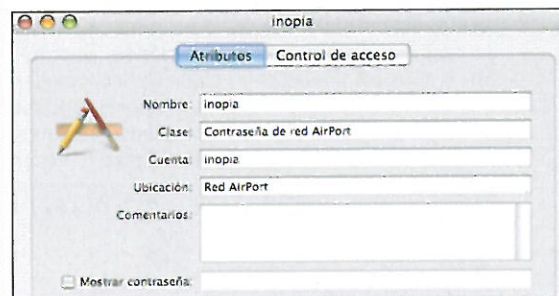 inopia
Atributos Control de acceso
Nombre: inopia
Clase: Contraseña de red AirPort
Cuenta: inopia
Ubicación: Red AirPort
Comentarios:
Mostrar contraseña: